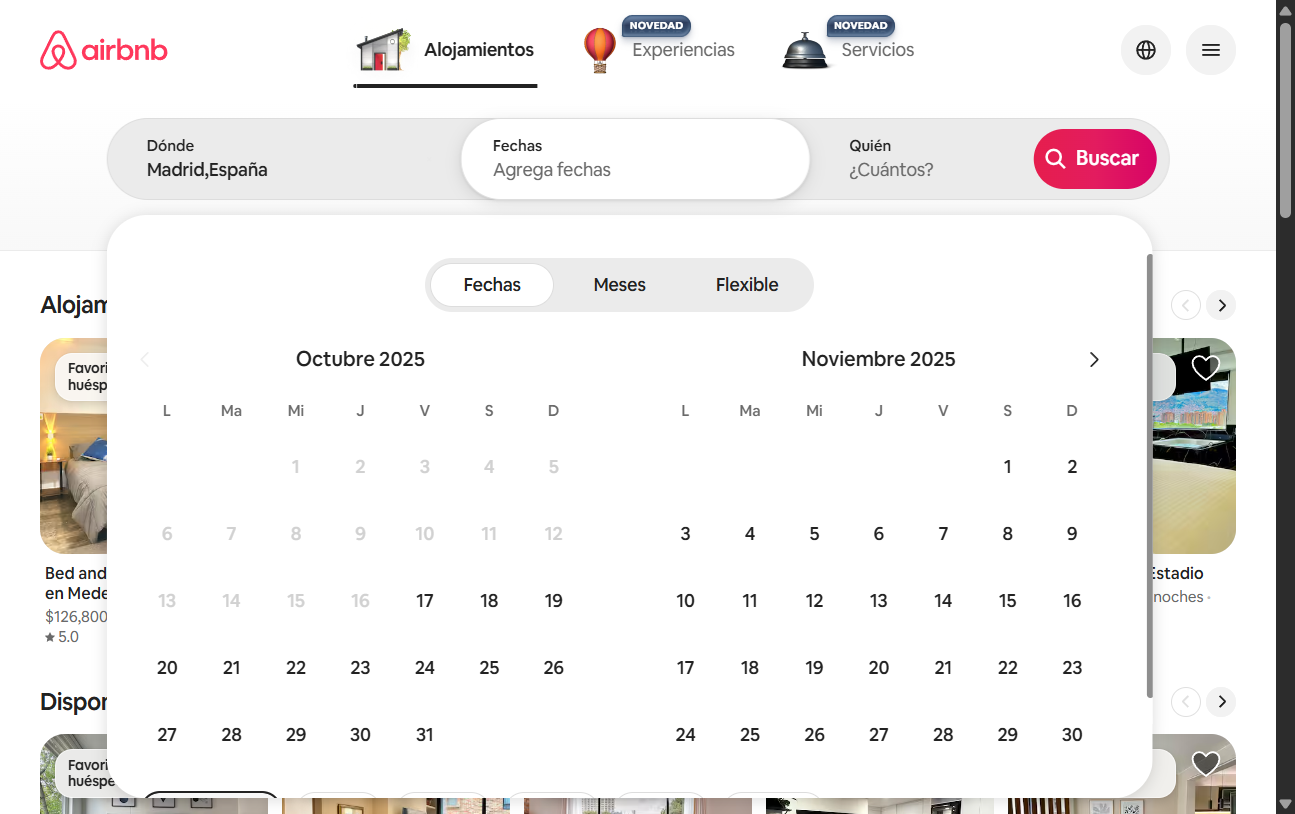 airbnb
Alojamientos
NOVEDAD
Experiencias
NOVEDAD
Servicios
Dónde
Madrid,España
Fechas
Agrega fechas
Quién
¿Cuántos?
Buscar
Fechas
Meses
Flexible
Octubre 2025
Noviembre 2025
L Ma Mi J V S D
L Ma Mi J V S D
1 2 3 4 5
1 2
6 7 8 9 10 11 12
3 4 5 6 7 8 9
13 14 15 16 17 18 19
10 11 12 13 14 15 16
20 21 22 23 24 25 26
17 18 19 20 21 22 23
27 28 29 30 31
24 25 26 27 28 29 30
Bed and
en Mede
$126,800
5.0
Estadio
noches ·
Favori
huésp
Alojam
Dispon
Favori
huéspe